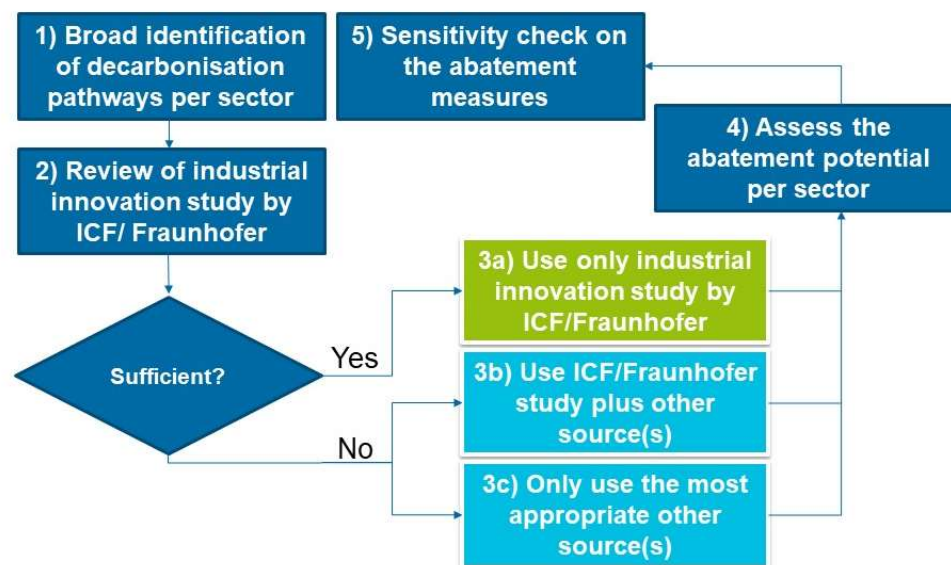 1) Broad identification
of decarbonisation
pathways per sector
2) Review of industrial
innovation study by
ICF/ Fraunhofer
Sufficient?
Yes
No
3a) Use only industrial
innovation study by
ICF/Fraunhofer
3b) Use ICF/Fraunhofer
study plus other
source(s)
3c) Only use the most
appropriate other
source(s)
4) Assess the
abatement potential
per sector
5) Sensitivity check on
the abatement
measures